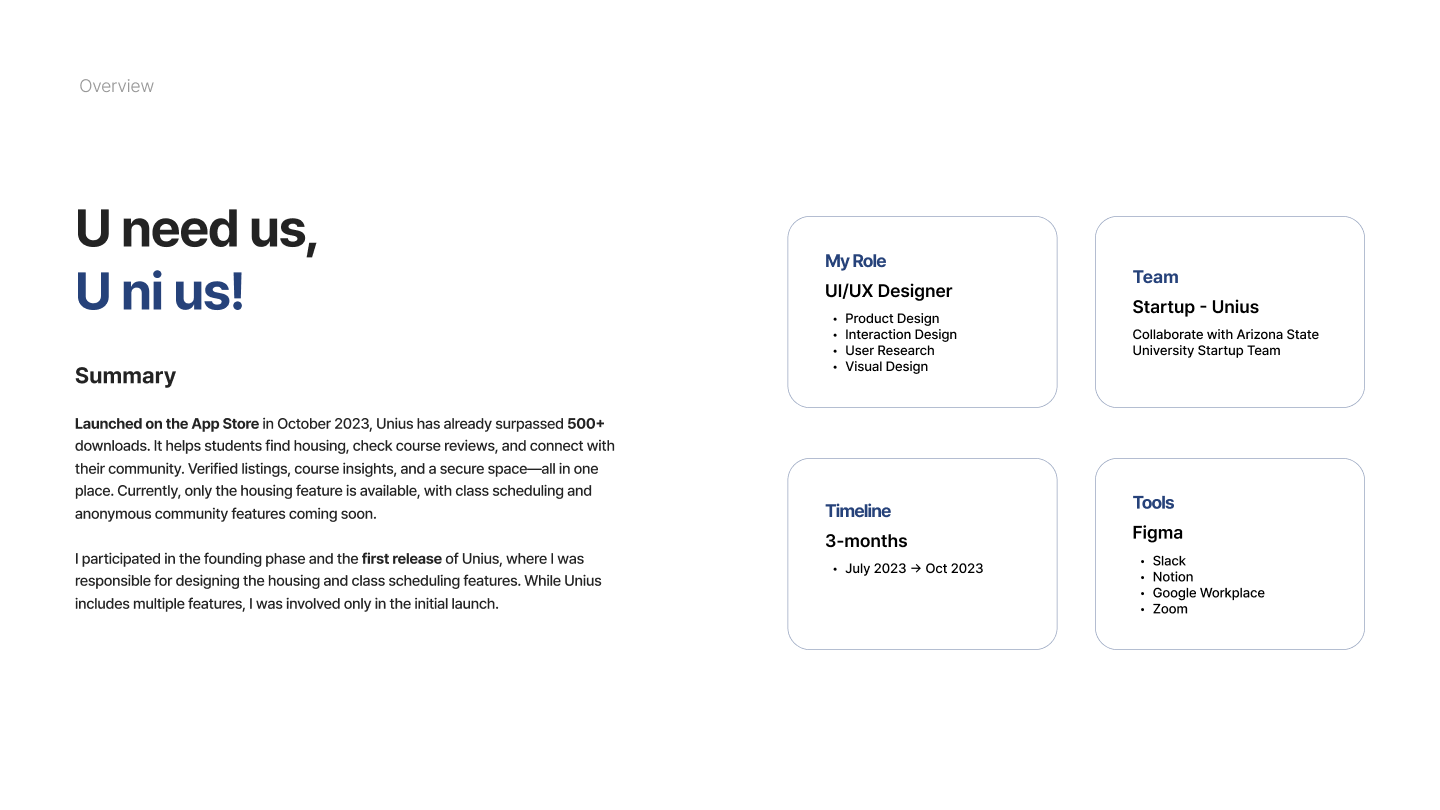 Overview
U need us,
U ni us!
Summary
Launched on the App Store in October 2023, Unius has already surpassed 500+
downloads. It helps students find housing, check course reviews, and connect with
their community. Verified listings, course insights, and a secure space—all in one
place. Currently, only the housing feature is available, with class scheduling and
anonymous community features coming soon.
I participated in the founding phase and the first release of Unius, where I was
responsible for designing the housing and class scheduling features. While Unius
includes multiple features, I was involved only in the initial launch.
My Role
UI/UX Designer
• Product Design
• Interaction Design
• User Research
• Visual Design
Team
Startup - Unius
Collaborate with Arizona State
University Startup Team
Timeline
3-months
• July 2023 → Oct 2023
Tools
Figma
• Slack
• Notion
• Google Workplace
• Zoom